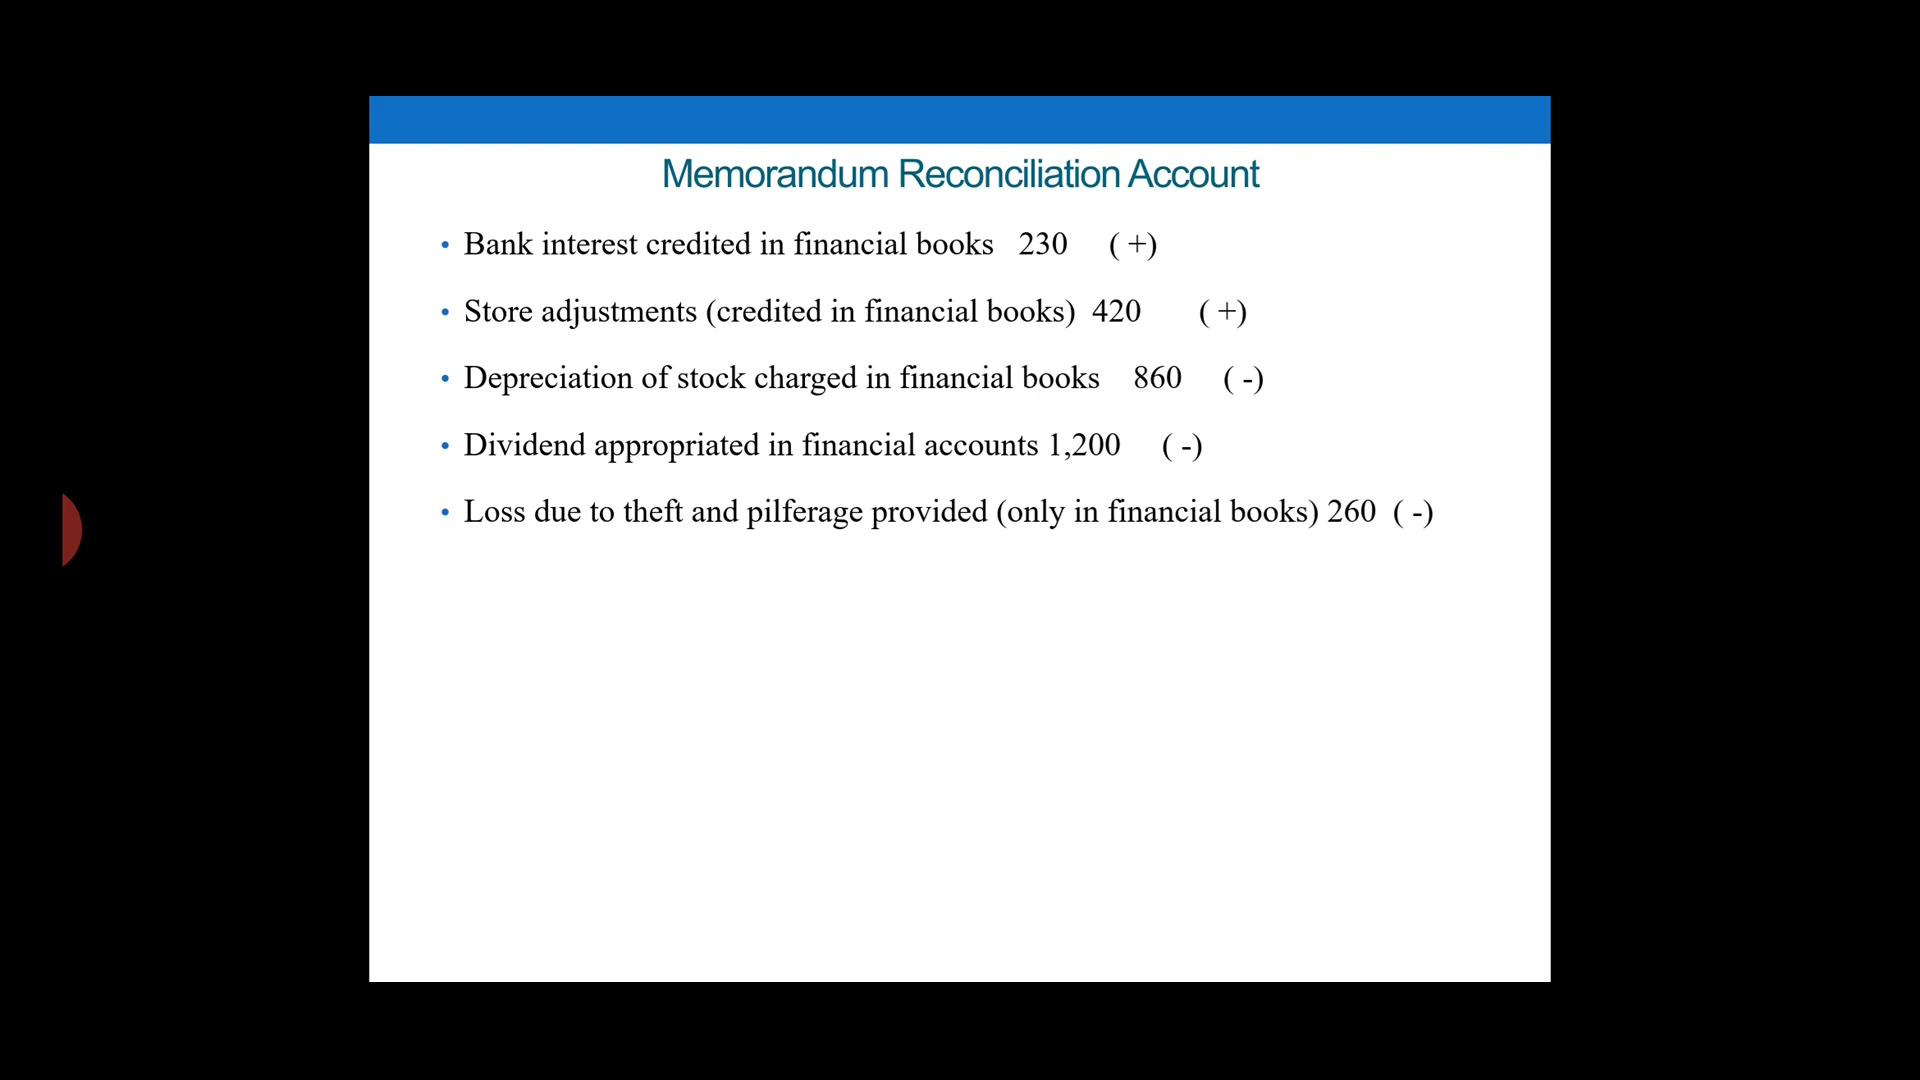 Memorandum Reconciliation Account
• Bank interest credited in financial books 230 ( +)
• Store adjustments (credited in financial books) 420 ( +)
• Depreciation of stock charged in financial books 860 ( -)
• Dividend appropriated in financial accounts 1,200 ( -)
• Loss due to theft and pilferage provided (only in financial books) 260 ( -)